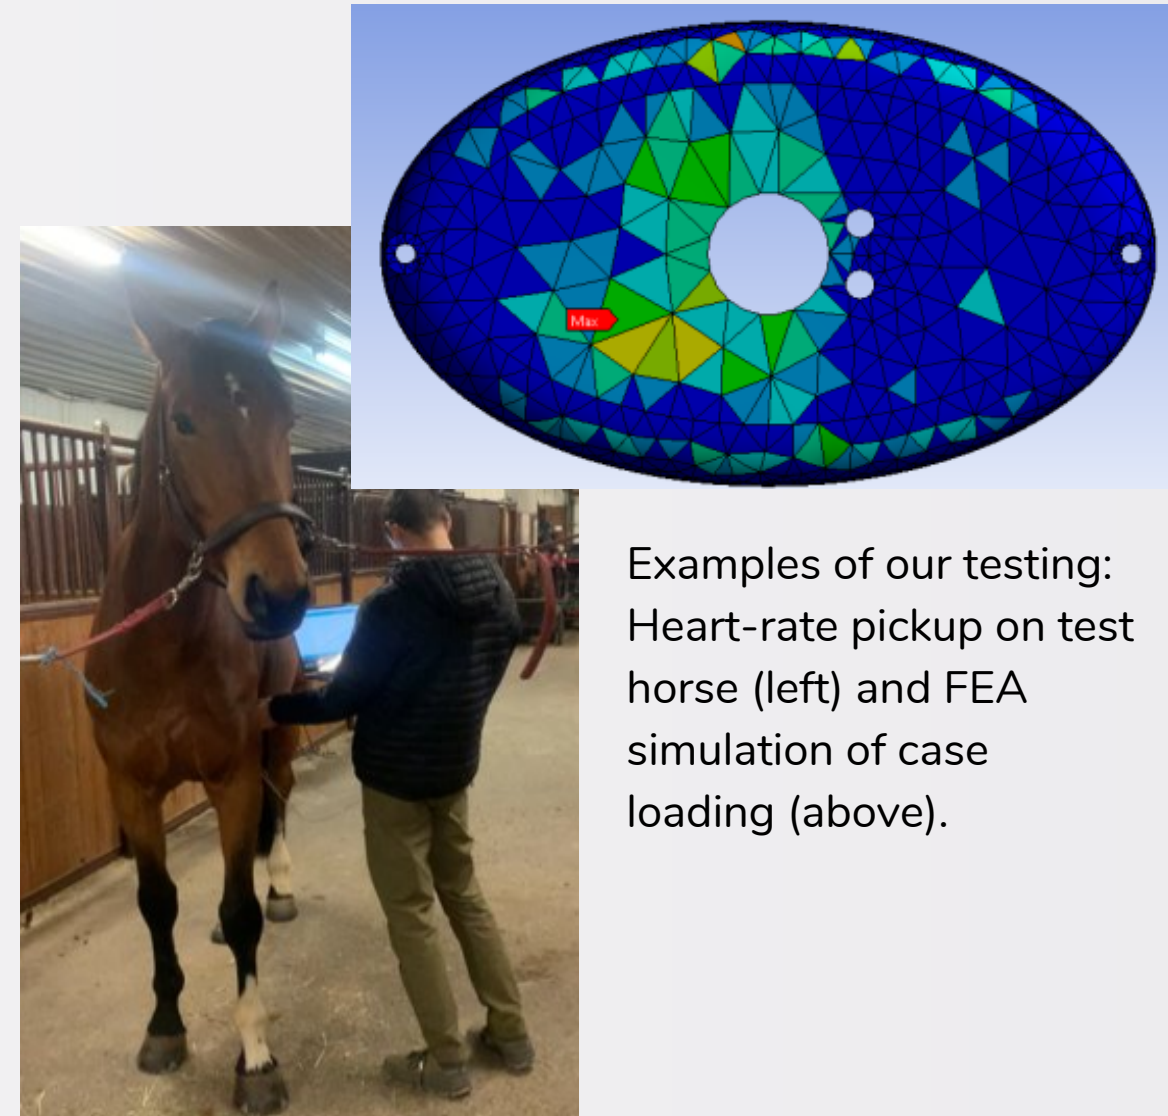 Max
Examples of our testing:
Heart-rate pickup on test
horse (left) and FEA
simulation of case
loading (above).